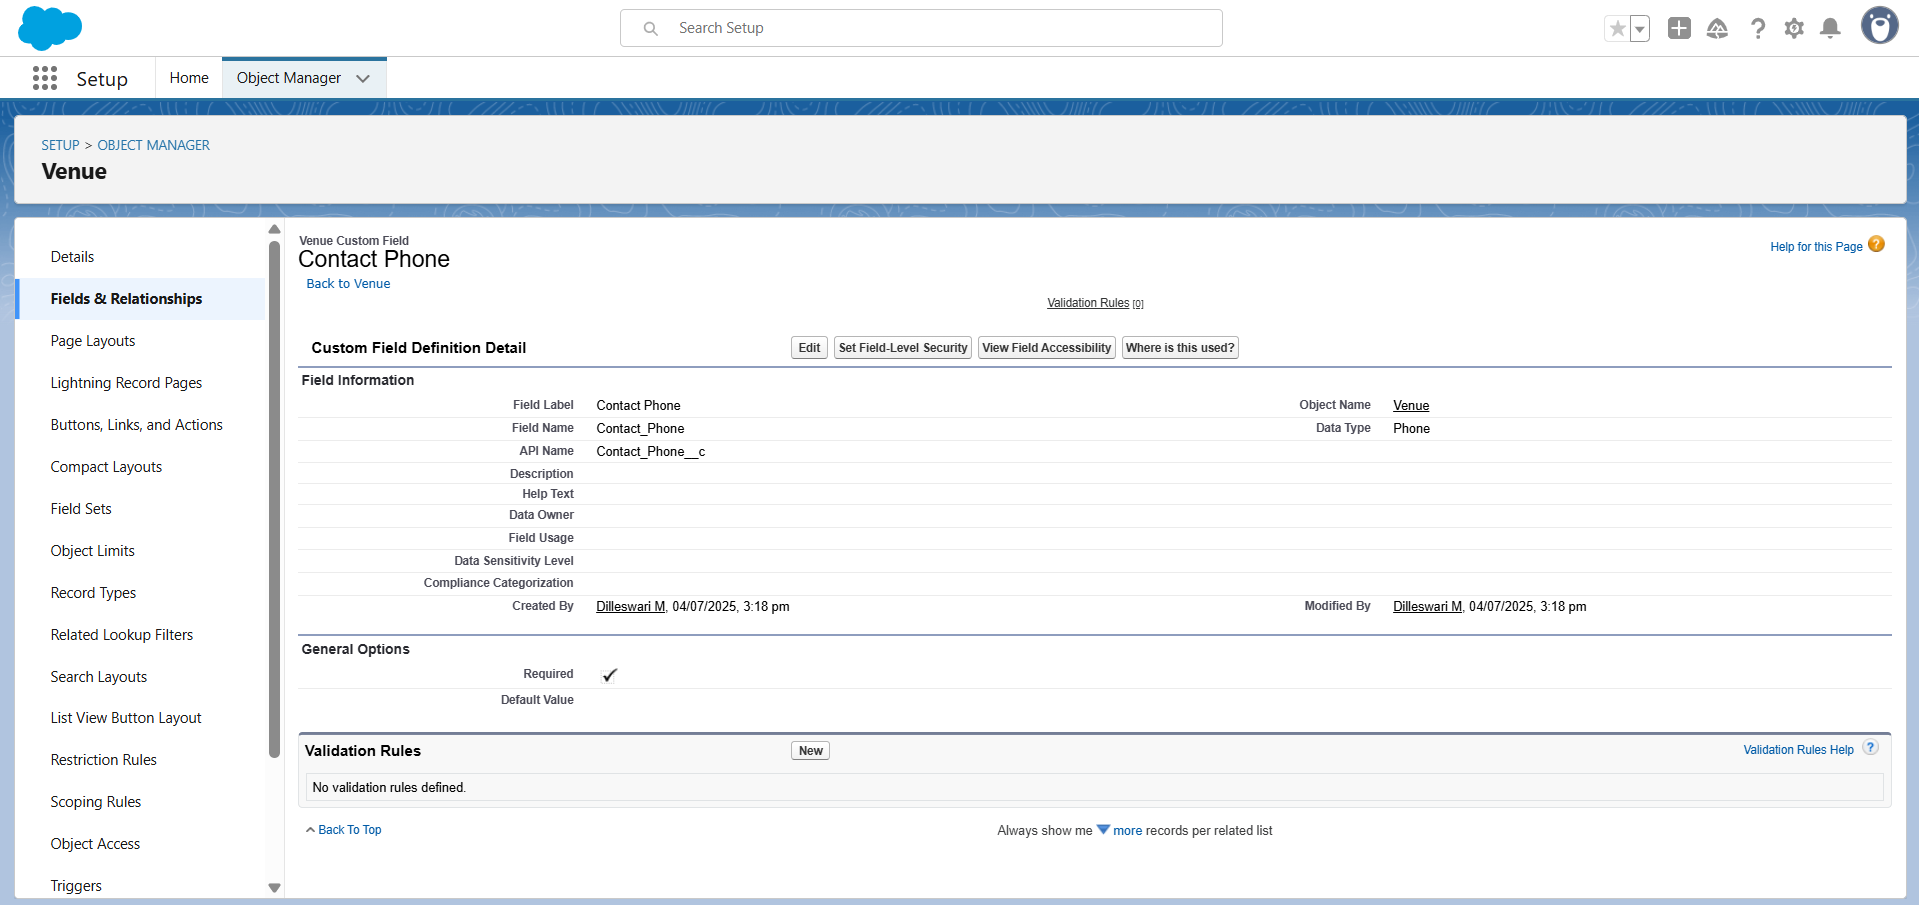 Search Setup
Setup
Home
Object Manager
SETUP > OBJECT MANAGER
Venue
Details
Fields & Relationships
Page Layouts
Lightning Record Pages
Buttons, Links, and Actions
Compact Layouts
Field Sets
Object Limits
Record Types
Related Lookup Filters
Search Layouts
List View Button Layout
Restriction Rules
Scoping Rules
Object Access
Triggers
Venue Custom Field
Contact Phone
Back to Venue
Help for this Page ?
Validation Rules [0]
Custom Field Definition Detail
Edit
Set Field-Level Security
View Field Accessibility
Where is this used?
Field Information
Field Label Contact Phone
Object Name Venue
Field Name Contact_Phone
Data Type Phone
API Name Contact_Phone__c
Description
Help Text
Data Owner
Field Usage
Data Sensitivity Level
Compliance Categorization
Created By Dilleswari M, 04/07/2025, 3:18 pm
Modified By Dilleswari M, 04/07/2025, 3:18 pm
General Options
Required
Default Value
Validation Rules
New
Validation Rules Help ?
No validation rules defined.
Back To Top
Always show me more records per related list